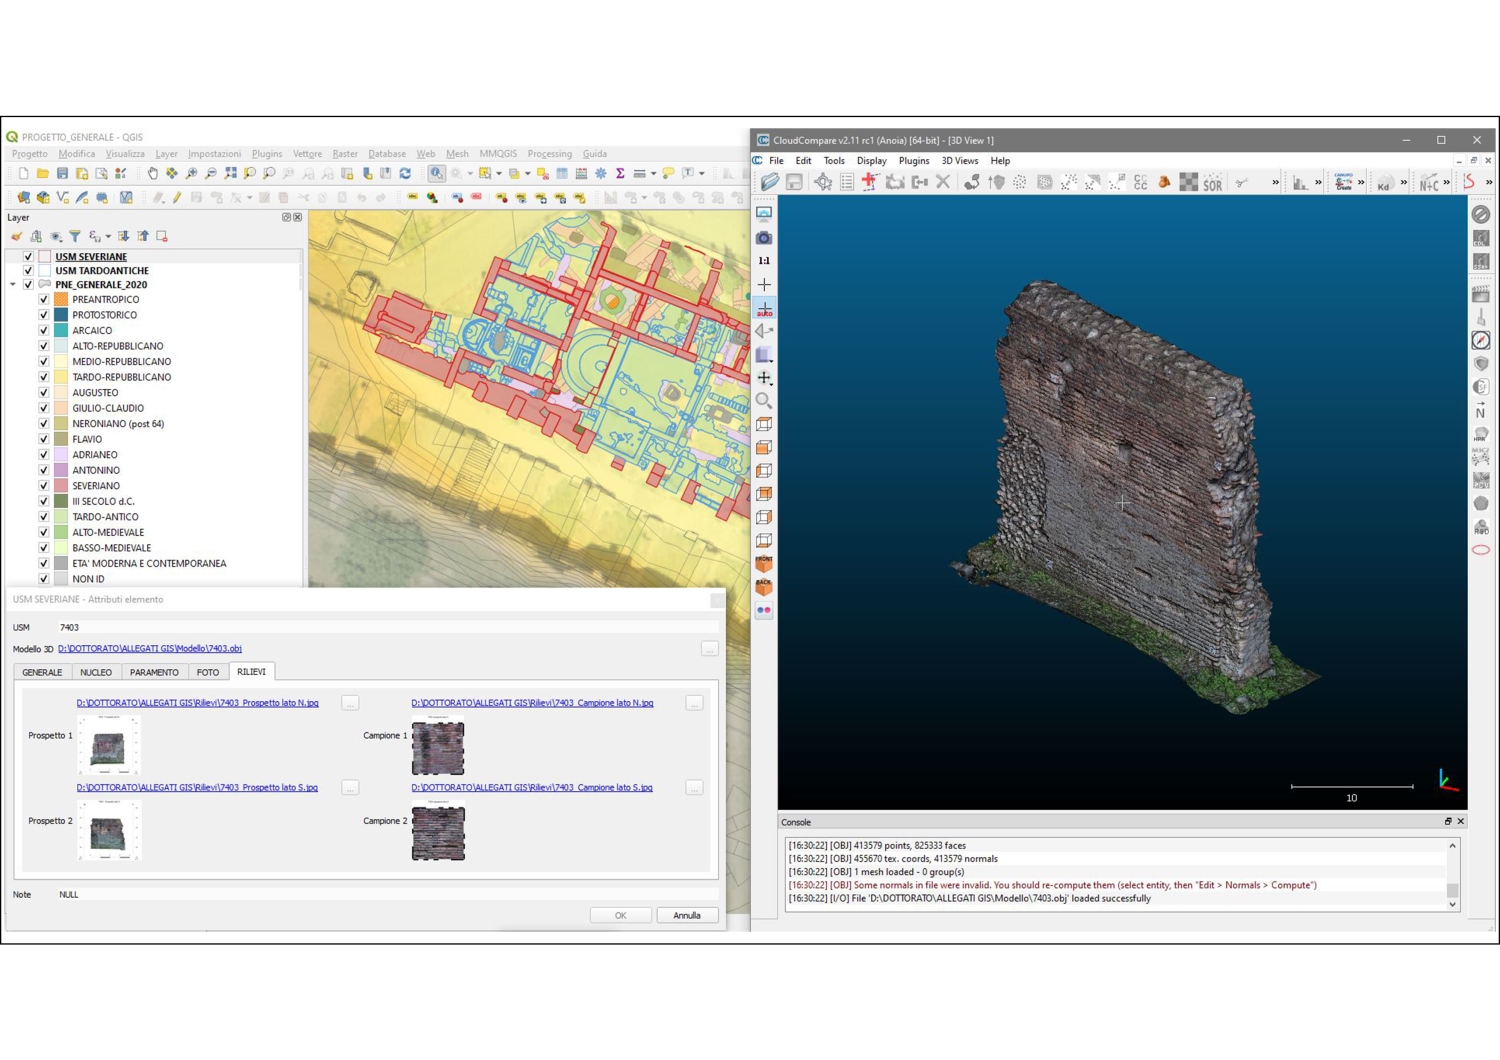 PROGETTO_GENERALE - QGIS
Progetto Modifica Visualizza Layer Impostazioni Plugins Vettore Raster Database Web Mesh MMQGIS Processing Guida
Layer
USM SEVERIANE
USM TARDOANTICHE
PNE_GENERALE_2020
PREANTROPICO
PROTOSTORICO
ARCAICO
ALTO-REPUBBLICANO
MEDIO-REPUBBLICANO
TARDO-REPUBBLICANO
AUGUSTEO
GIULIO-CLAUDIO
NERONIANO (post 64)
FLAVIO
ADRIANEO
ANTONINO
SEVERIANO
III SECOLO d.C.
TARDO-ANTICO
ALTO-MEDIEVALE
BASSO-MEDIEVALE
ETA' MODERNA E CONTEMPORANEA
NON ID
USM SEVERIANE - Attributi elemento
USM 7403
Modello 3D D:\DOTTORATO\ALLEGATI GIS\Modello\7403.obj ...
GENERALE NUCLEO PARAMENTO FOTO RILIEVI
D:\DOTTORATO\ALLEGATI GIS\Rilievi\7403_Prospetto lato N.jpg ... D:\DOTTORATO\ALLEGATI GIS\Rilievi\7403_Campione lato N.jpg ...
Prospetto 1 Campione 1
D:\DOTTORATO\ALLEGATI GIS\Rilievi\7403_Prospetto lato S.jpg ... D:\DOTTORATO\ALLEGATI GIS\Rilievi\7403_Campione lato S.jpg ...
Prospetto 2 Campione 2
Note NULL
OK Annulla
CloudCompare v2.11 rc1 (Anoia) [64-bit] - [3D View 1]
File Edit Tools Display Plugins 3D Views Help
SOR
Kd
N+C
1:1
auto
FRONT
BACK
N
10
Console
[16:30:22] [OBJ] 413579 points, 825333 faces
[16:30:22] [OBJ] 455670 tex. coords, 413579 normals
[16:30:22] [OBJ] 1 mesh loaded - 0 group(s)
[16:30:22] [OBJ] Some normals in file were invalid. You should re-compute them (select entity, then "Edit > Normals > Compute")
[16:30:22] [I/O] File 'D:\DOTTORATO\ALLEGATI GIS\Modello\7403.obj' loaded successfully